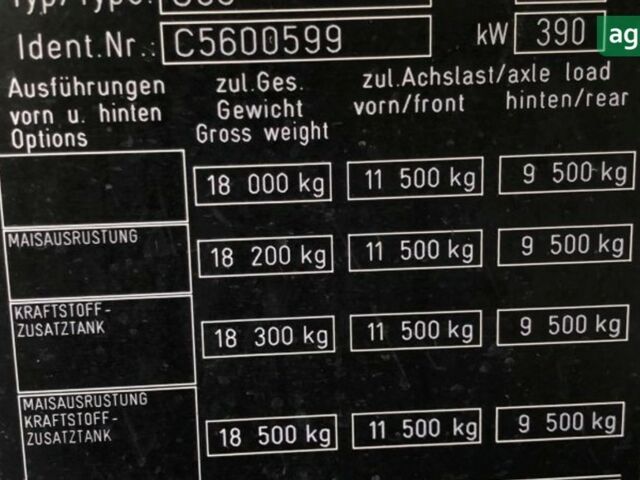 Ident.Nr.: C5600599 kW 390 ag
Ausführungen vorn u. hinten Options
zul.Ges. Gewicht Gross weight
zul.Achslast/axle load
vorn/front hinten/rear
18 000 kg 11 500 kg 9 500 kg
MAISAUSRUSTUNG
18 200 kg 11 500 kg 9 500 kg
KRAFTSTOFF-
ZUSATZTANK
18 300 kg 11 500 kg 9 500 kg
MAISAUSRUSTUNG
KRAFTSTOFF-
ZUSATZTANK
18 500 kg 11 500 kg 9 500 kg